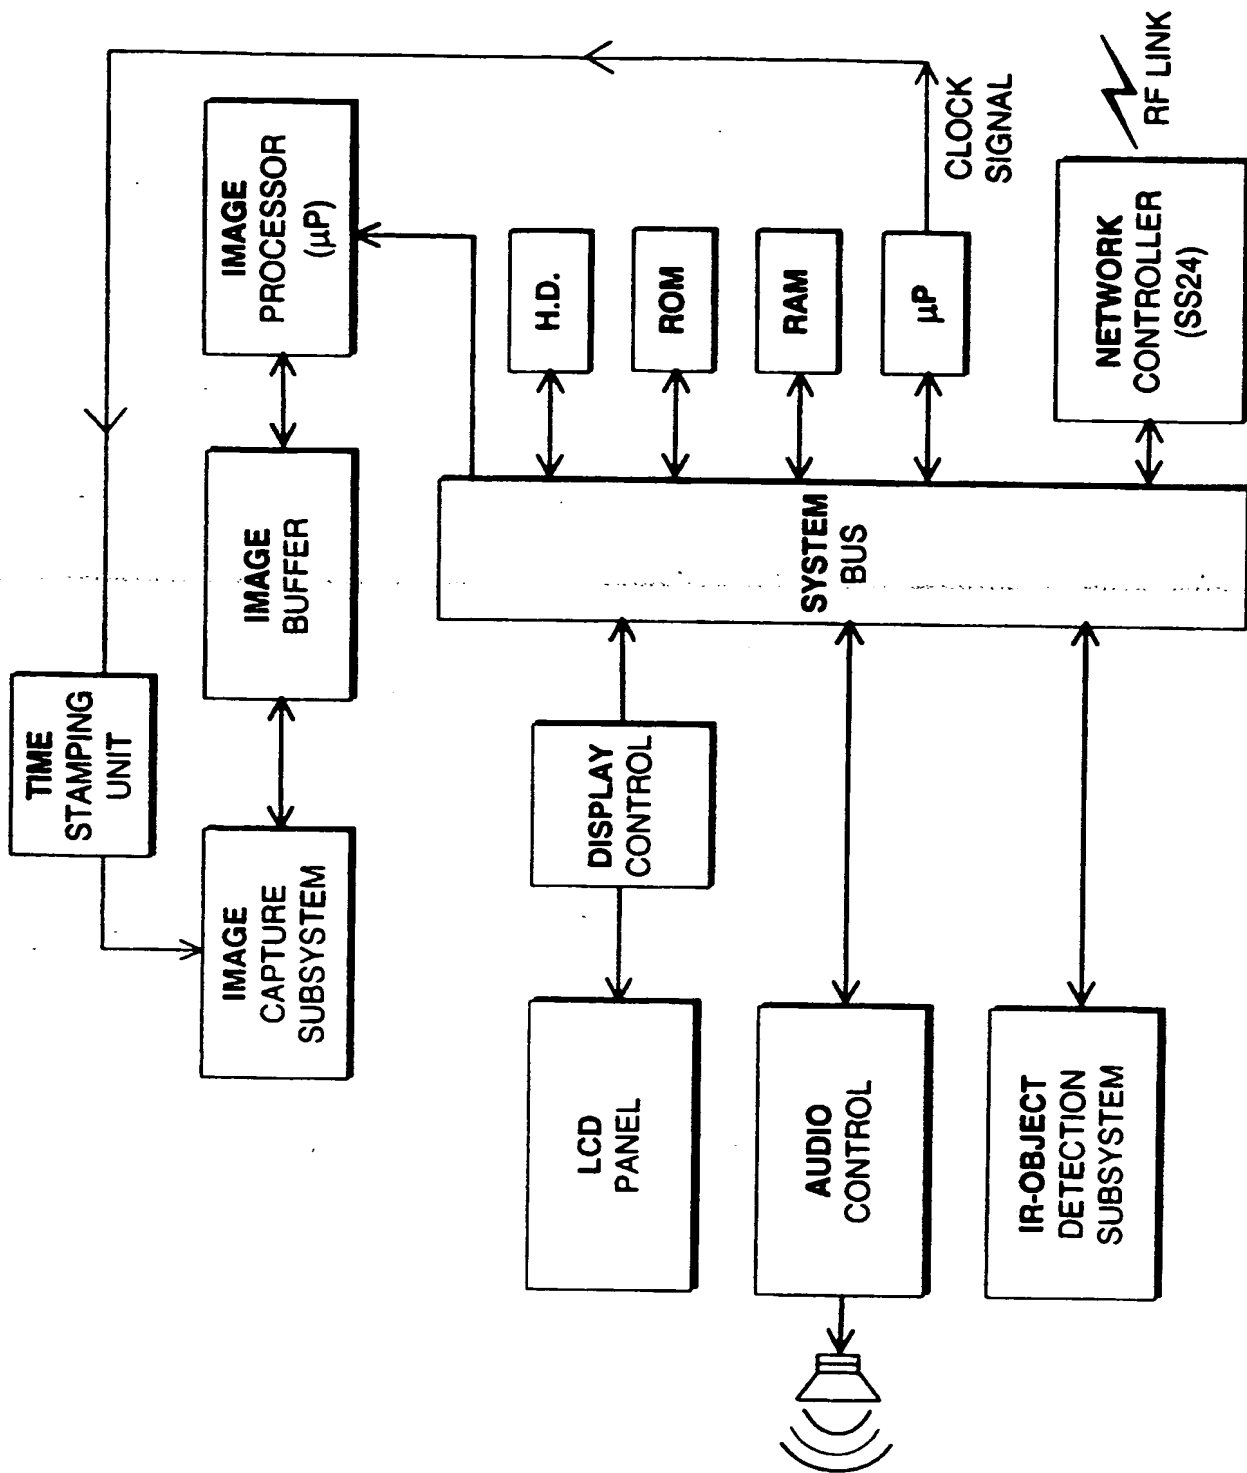 TIME
STAMPING
UNIT
IMAGE
CAPTURE
SUBSYSTEM
IMAGE
BUFFER
IMAGE
PROCESSOR
(μP)
LCD
PANEL
DISPLAY
CONTROL
H.D.
ROM
AUDIO
CONTROL
SYSTEM
BUS
RAM
μP
CLOCK
SIGNAL
IR-OBJECT
DETECTION
SUBSYSTEM
NETWORK
CONTROLLER
(SS24)
RF LINK